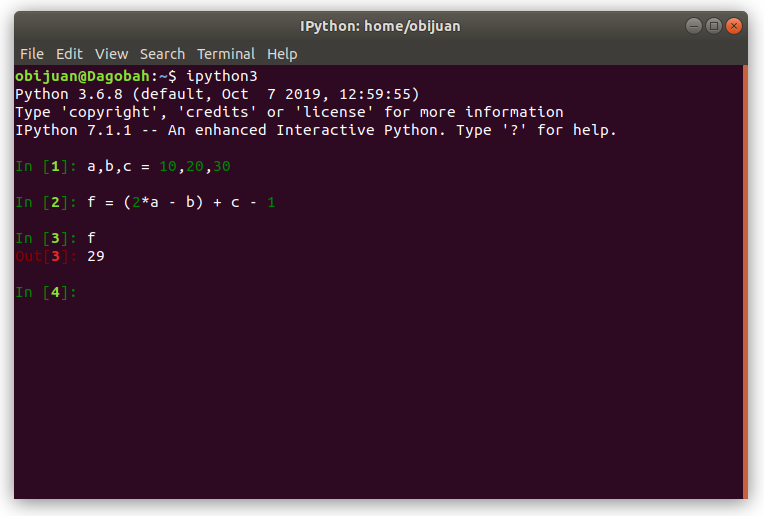 IPython: home/obijuan
File Edit View Search Terminal Help
obijuan@Dagobah:~$ ipython3
Python 3.6.8 (default, Oct  7 2019, 12:59:55)
Type 'copyright', 'credits' or 'license' for more information
IPython 7.1.1 -- An enhanced Interactive Python. Type '?' for help.
In [1]: a,b,c = 10,20,30
In [2]: f = (2*a - b) + c - 1
In [3]: f
Out[3]: 29
In [4]: